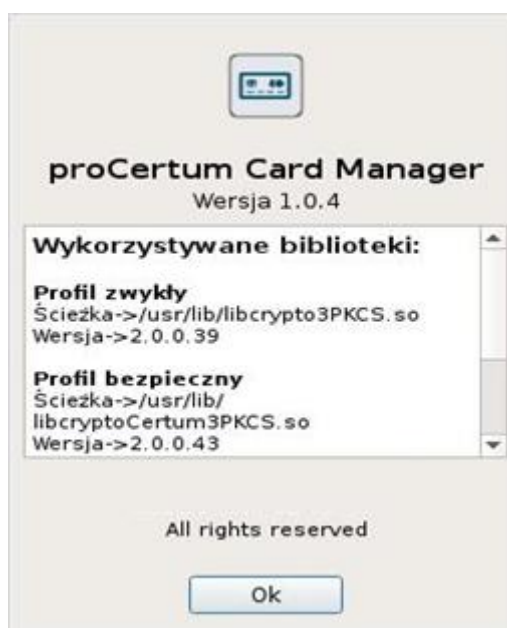 proCertum Card Manager
Wersja 1.0.4
Wykorzystywane biblioteki:
Profil zwykły
Ścieżka->/usr/lib/libcrypto3PKCS.so
Wersja->2.0.0.39
Profil bezpieczny
Ścieżka->/usr/lib/
libcryptoCertum3PKCS.so
Wersja->2.0.0.43
All rights reserved
Ok